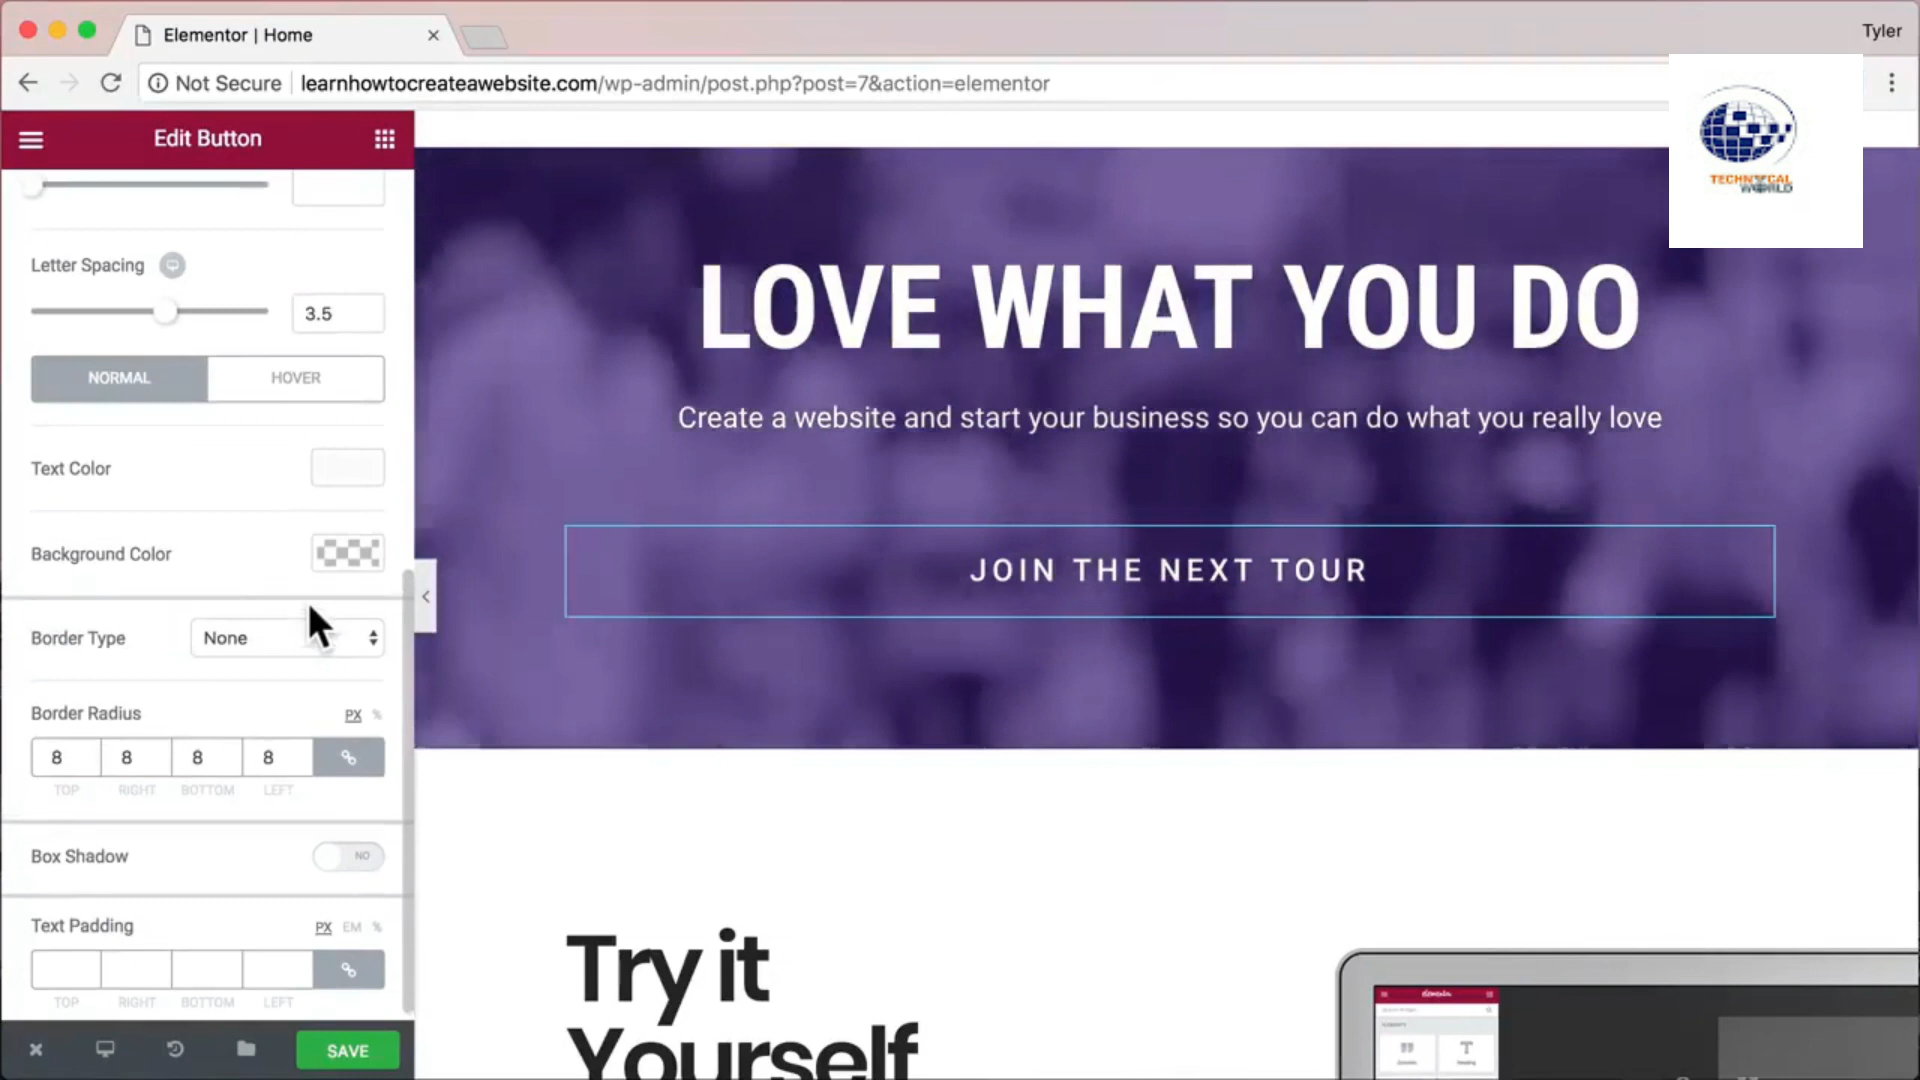 Elementor | Home
Tyler
Not Secure
learnhowtocreateawebsite.com/wp-admin/post.php?post=7&action=elementor
TECHNICAL
WORLD
Edit Button
Letter Spacing
3.5
NORMAL
HOVER
Text Color
Background Color
Border Type
None
Border Radius
PX %
8 8 8 8
TOP RIGHT BOTTOM LEFT
Box Shadow
NO
Text Padding
PX EM %
TOP RIGHT BOTTOM LEFT
SAVE
LOVE WHAT YOU DO
Create a website and start your business so you can do what you really love
JOIN THE NEXT TOUR
Try it
Yourself
elementor
Heading